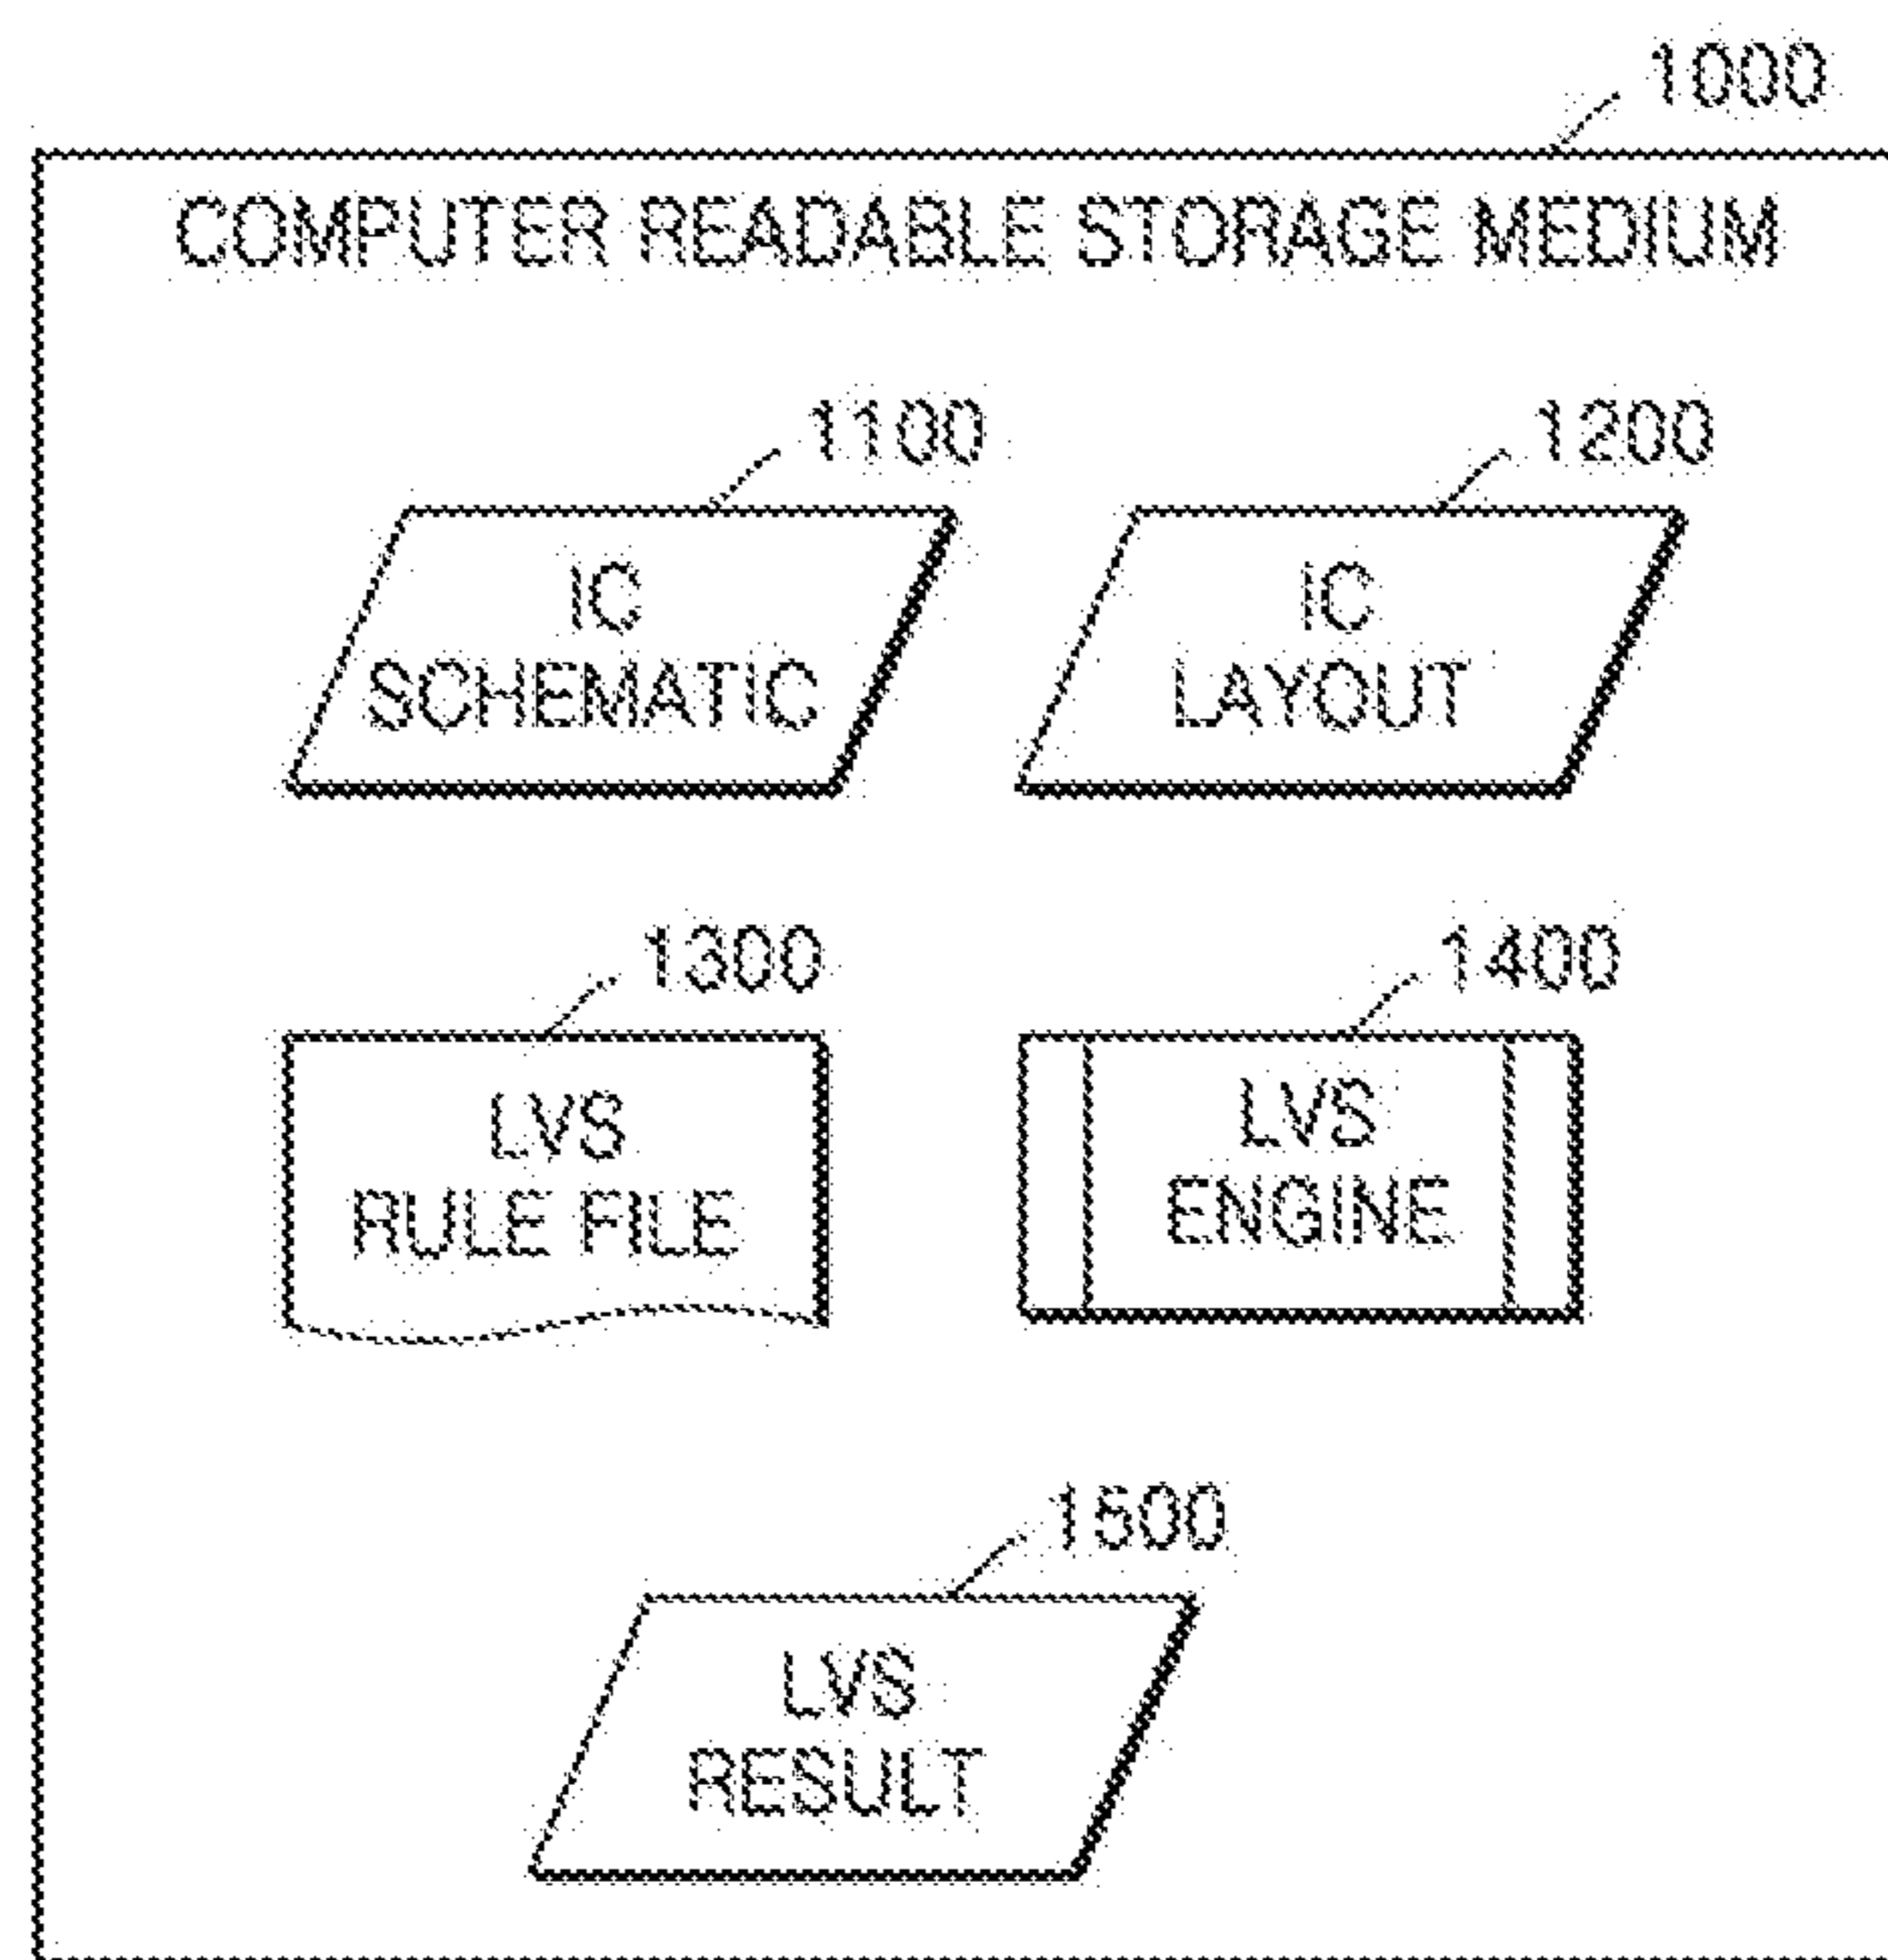 1000
COMPUTER READABLE STORAGE MEDIUM
1100
1200
IC
SCHEMATIC
IC
LAYOUT
1300
1400
LVS
RULE FILE
LVS
ENGINE
1500
LVS
RESULT